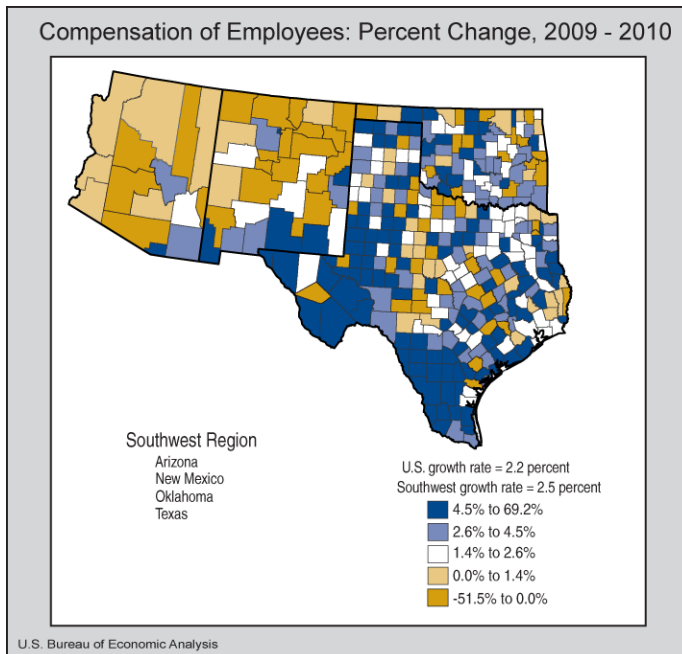 Compensation of Employees: Percent Change, 2009 - 2010
Southwest Region
Arizona
New Mexico
Oklahoma
Texas
U.S. growth rate = 2.2 percent
Southwest growth rate = 2.5 percent
4.5% to 69.2%
2.6% to 4.5%
1.4% to 2.6%
0.0% to 1.4%
-51.5% to 0.0%
U.S. Bureau of Economic Analysis